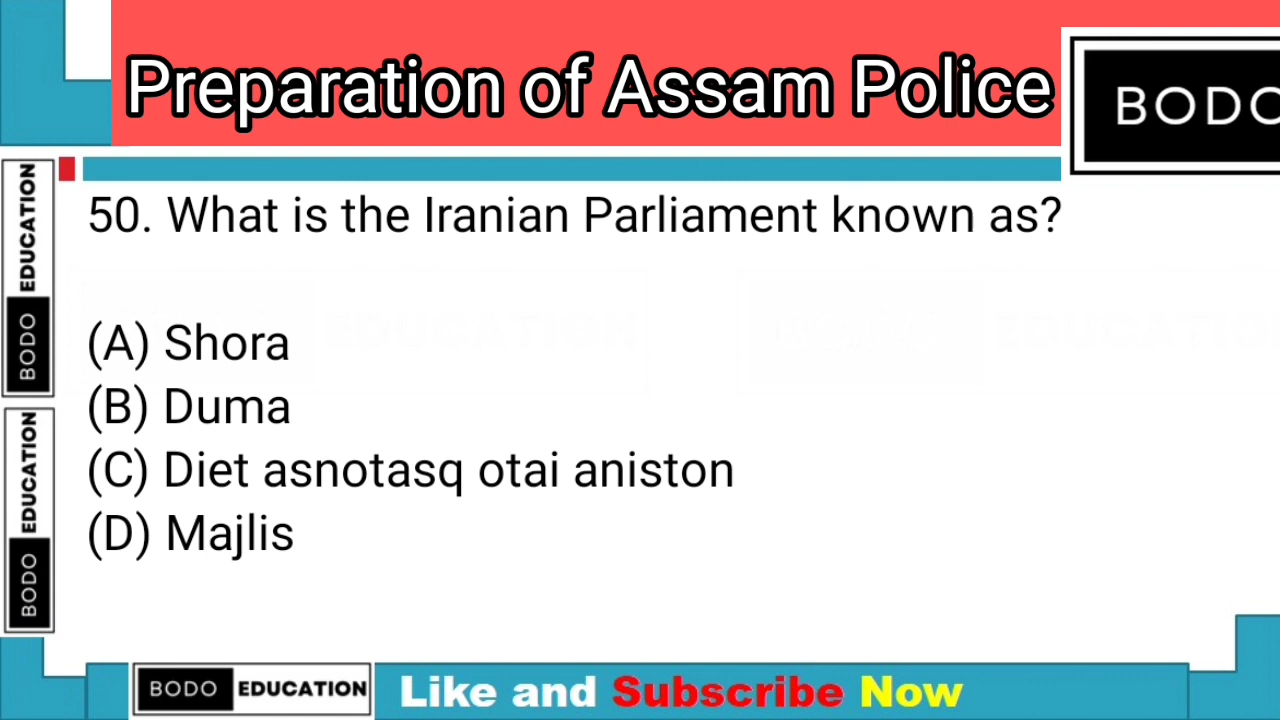 Preparation of Assam Police
BODO
50. What is the Iranian Parliament known as?
(A) Shora
(B) Duma
(C) Diet asnotasq otai aniston
(D) Majlis
BODO EDUCATION
BODO EDUCATION
BODO EDUCATION
Like and Subscribe Now